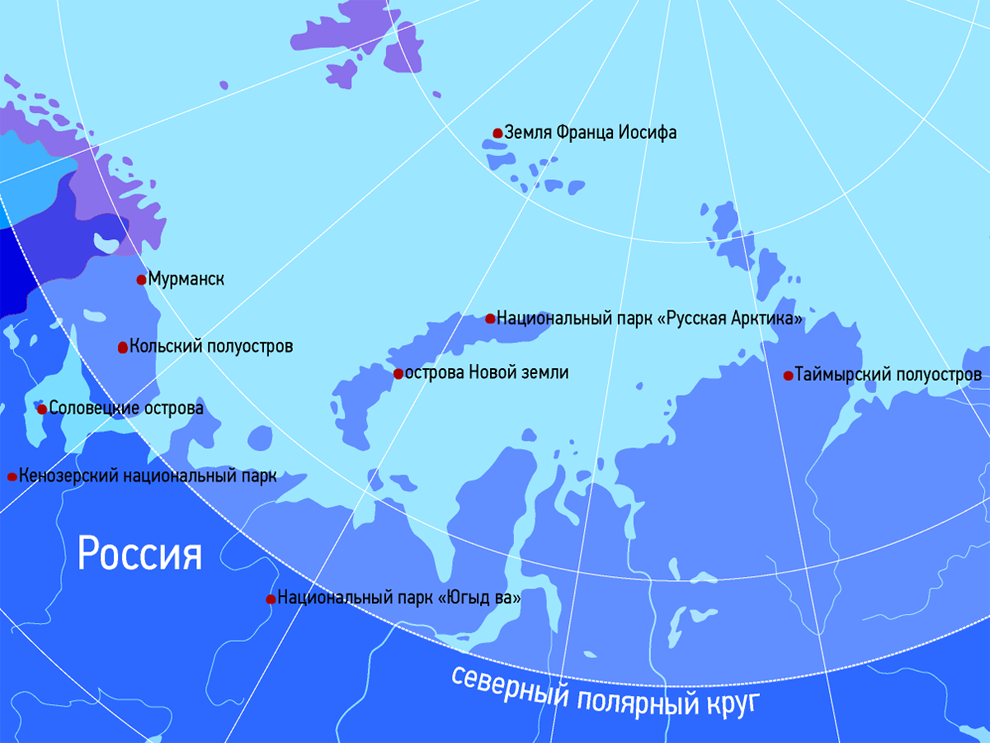 Земля Франца Иосифа
Мурманск
Национальный парк «Русская Арктика»
Кольский полуостров
острова Новой земли
Таймырский полуостров
Соловецкие острова
Кенозерский национальный парк
Россия
Национальный парк «Югыд ва»
северный полярный круг